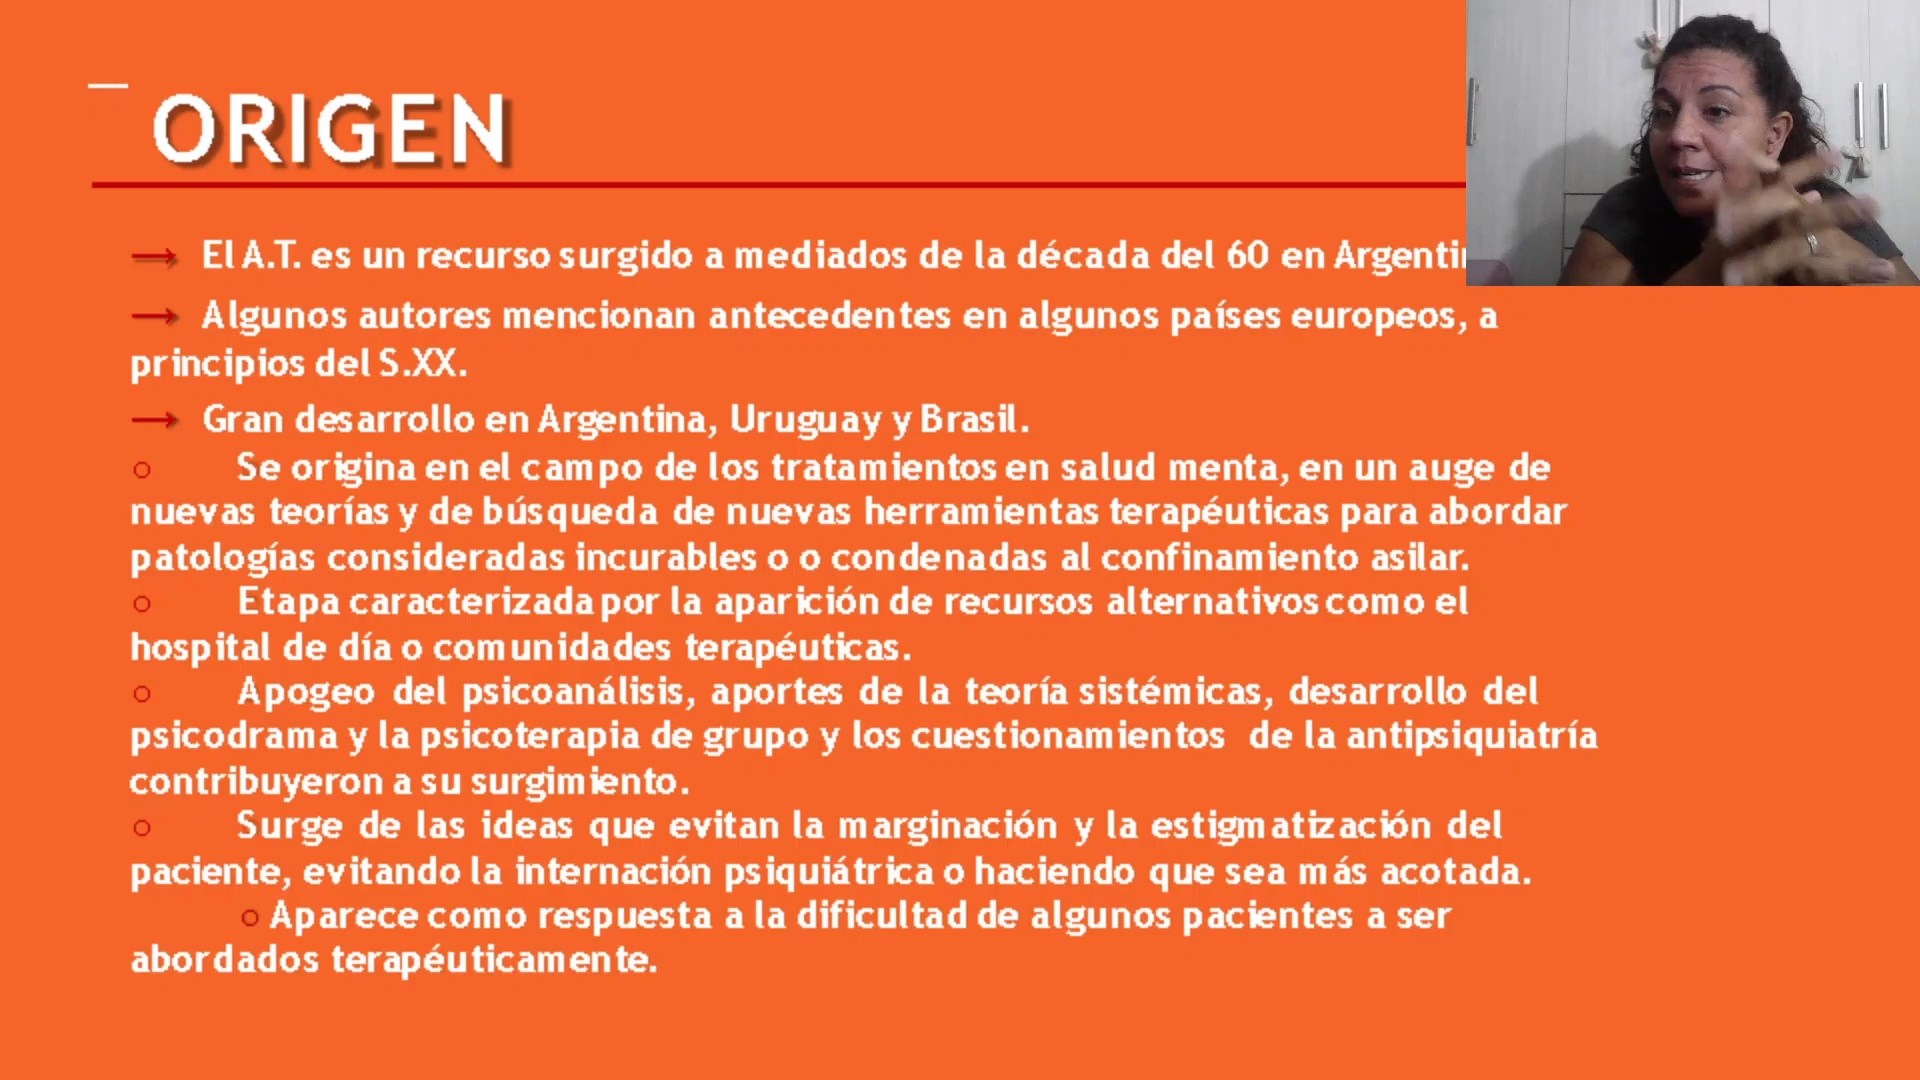 ORIGEN
→ El A.T. es un recurso surgido a mediados de la década del 60 en
→ Algunos autores mencionan antecedentes en algunos países europeos, a
principios del S.XX.
→ Gran desarrollo en Argentina, Uruguay y Brasil.
○ Se origina en el campo de los tratamientos en salud menta, en un auge de
nuevas teorías y de búsqueda de nuevas herramientas terapéuticas para abordar
patologías consideradas incurables o o condenadas al confinamiento asilar.
○ Etapa caracterizada por la aparición de recursos alternativos como el
hospital de día o comunidades terapéuticas.
○ Apogeo del psicoanálisis, aportes de la teoría sistémicas, desarrollo del
psicodrama y la psicoterapia de grupo y los cuestionamientos de la antipsiquiatría
contribuyeron a su surgimiento.
○ Surge de las ideas que evitan la marginación y la estigmatización del
paciente, evitando la internación psiquiátrica o haciendo que sea más acotada.
○ Aparece como respuesta a la dificultad de algunos pacientes a ser
abordados terapéuticamente.